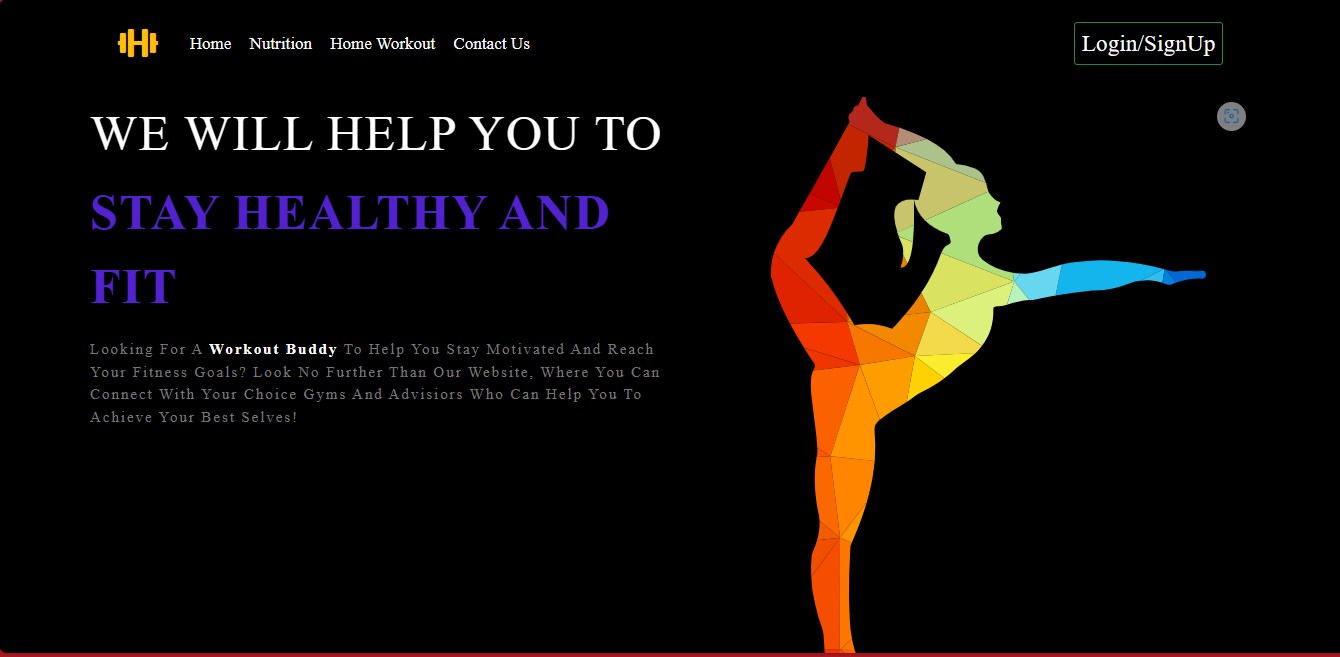 Home Nutrition Home Workout Contact Us Login/SignUp
WE WILL HELP YOU TO
STAY HEALTHY AND
FIT
Looking For A Workout Buddy To Help You Stay Motivated And Reach
Your Fitness Goals? Look No Further Than Our Website, Where You Can
Connect With Your Choice Gyms And Advisiors Who Can Help You To
Achieve Your Best Selves!